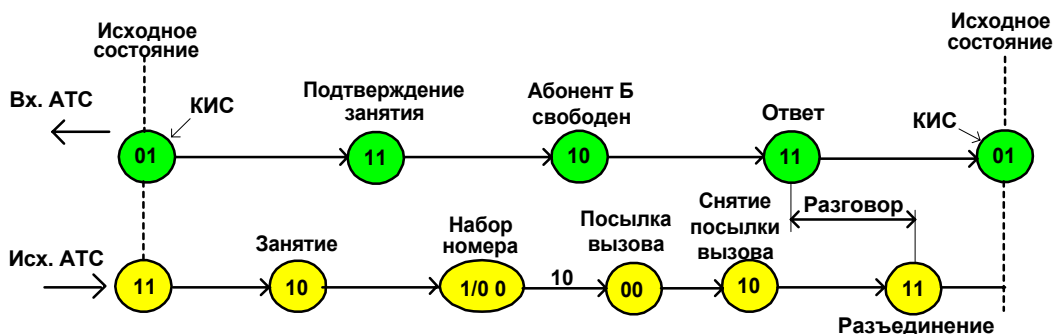 Исходное
состояние
Исходное
состояние
Вх. АТС
КИС
Подтверждение
занятия
Абонент Б
свободен
Ответ
КИС
01
11
10
11
01
Разговор
Исх. АТС
Занятие
Набор
номера
Посылка
вызова
Снятие
посылки
вызова
11
10
1/0 0
10
00
10
11
Разъединение